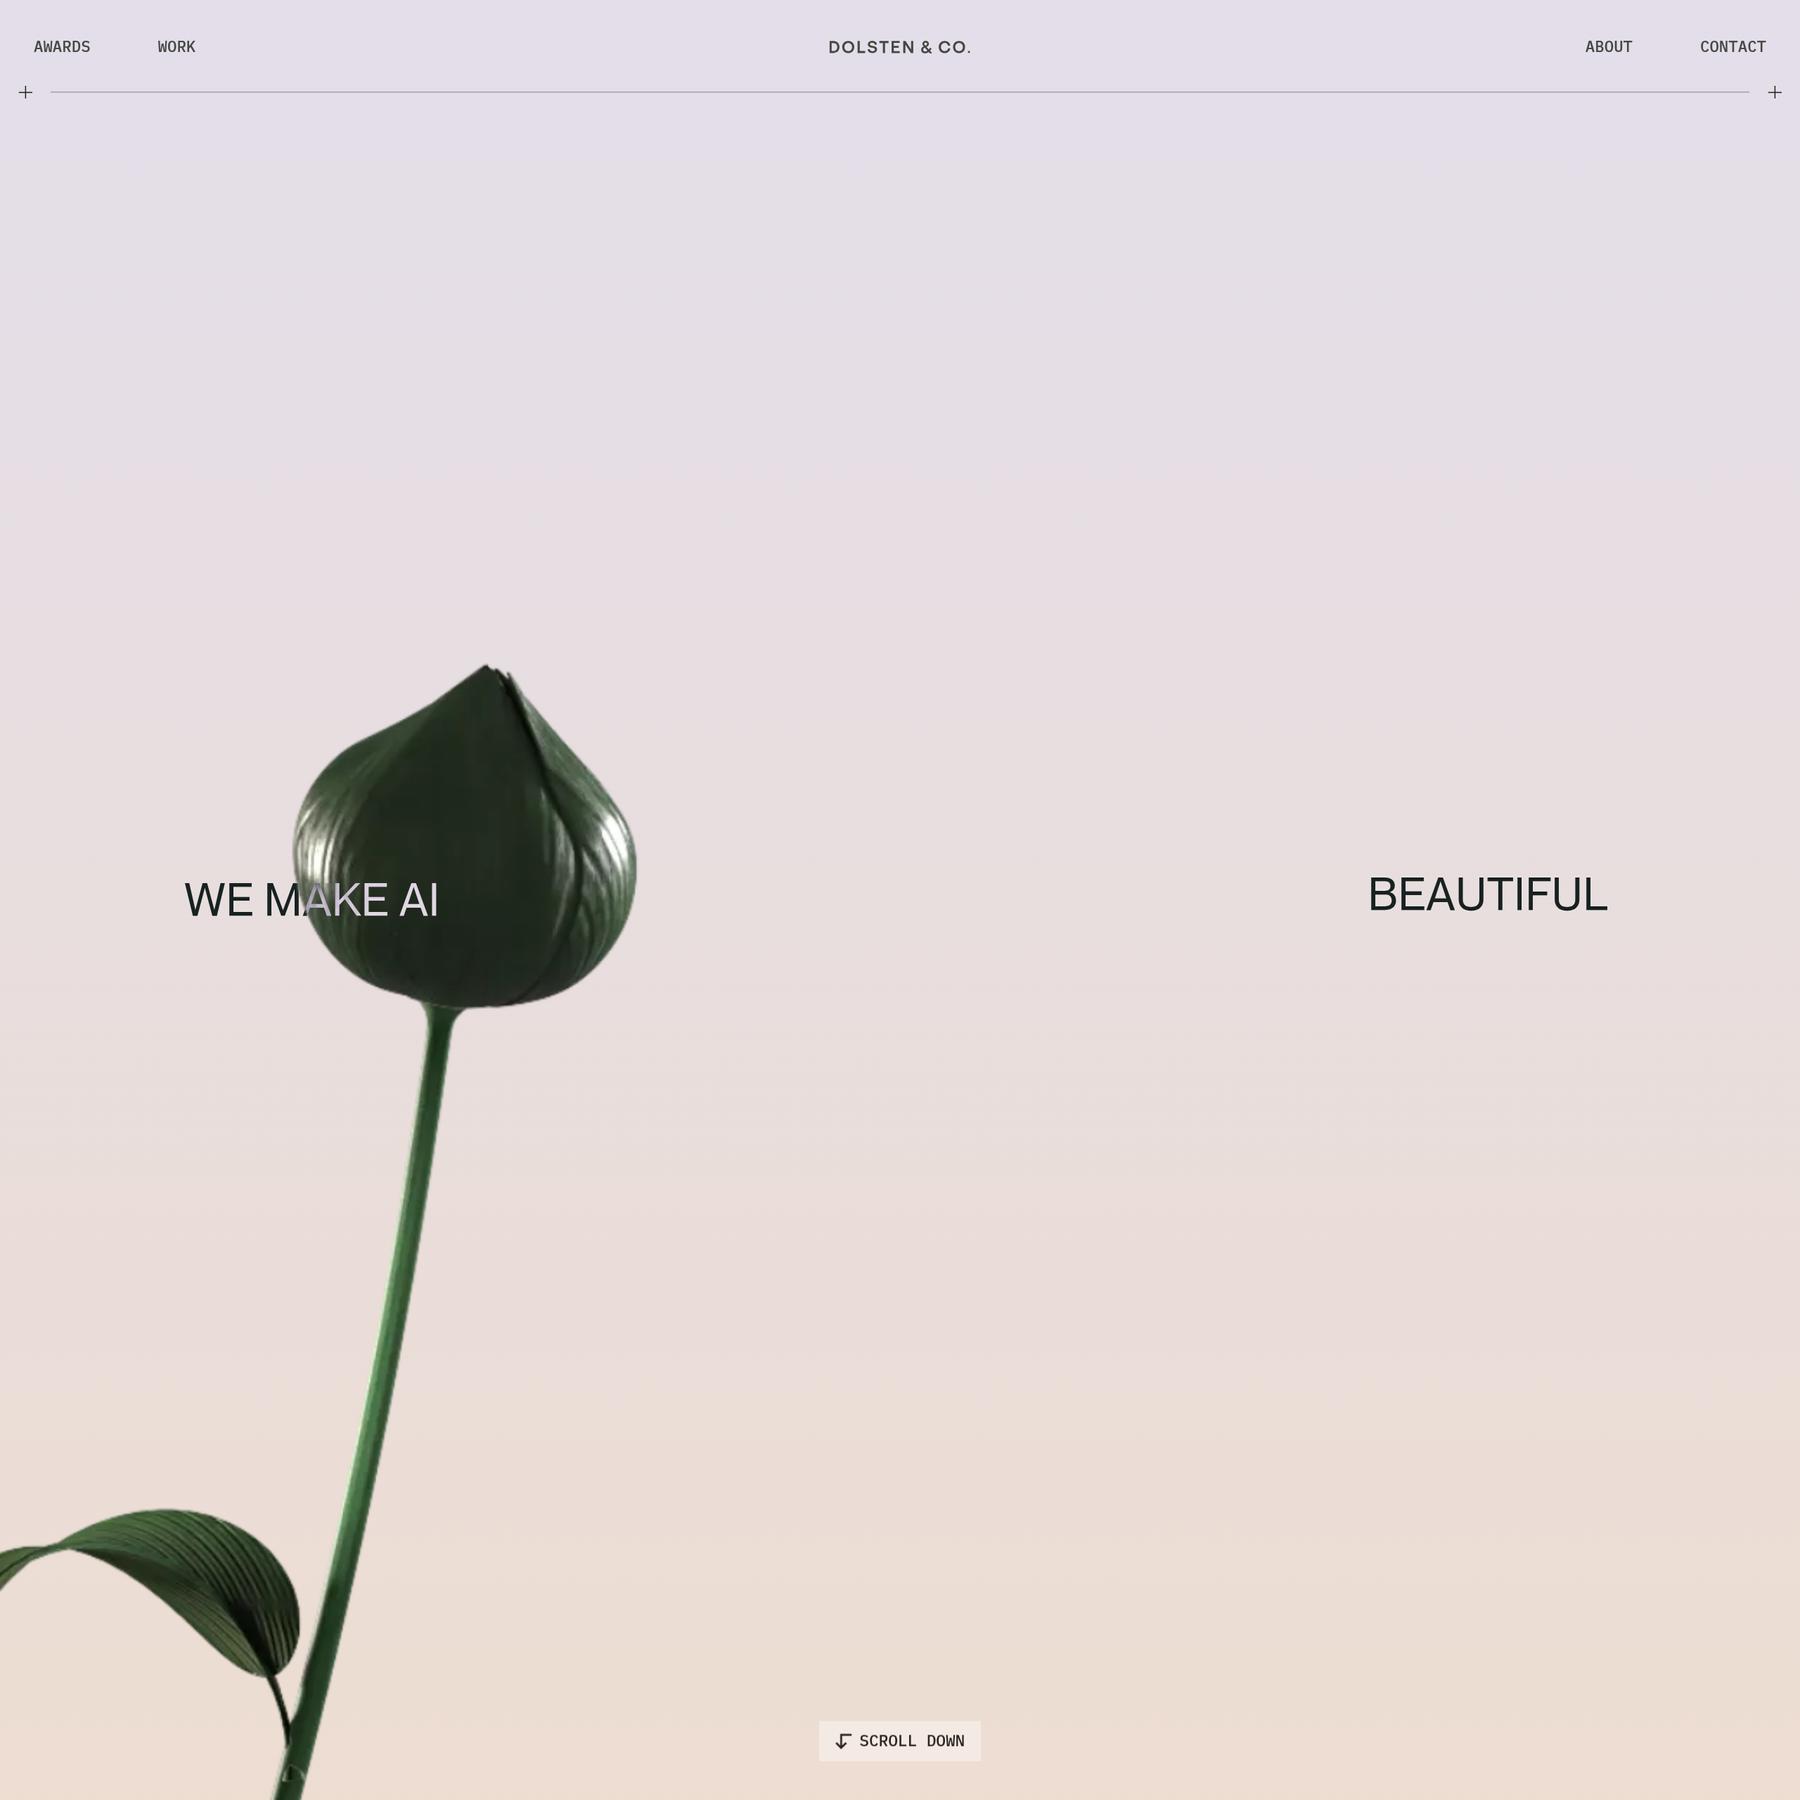 AWARDS
WORK
DOLSTEN & CO.
ABOUT
CONTACT
WE MAKE AI
BEAUTIFUL
SCROLL DOWN